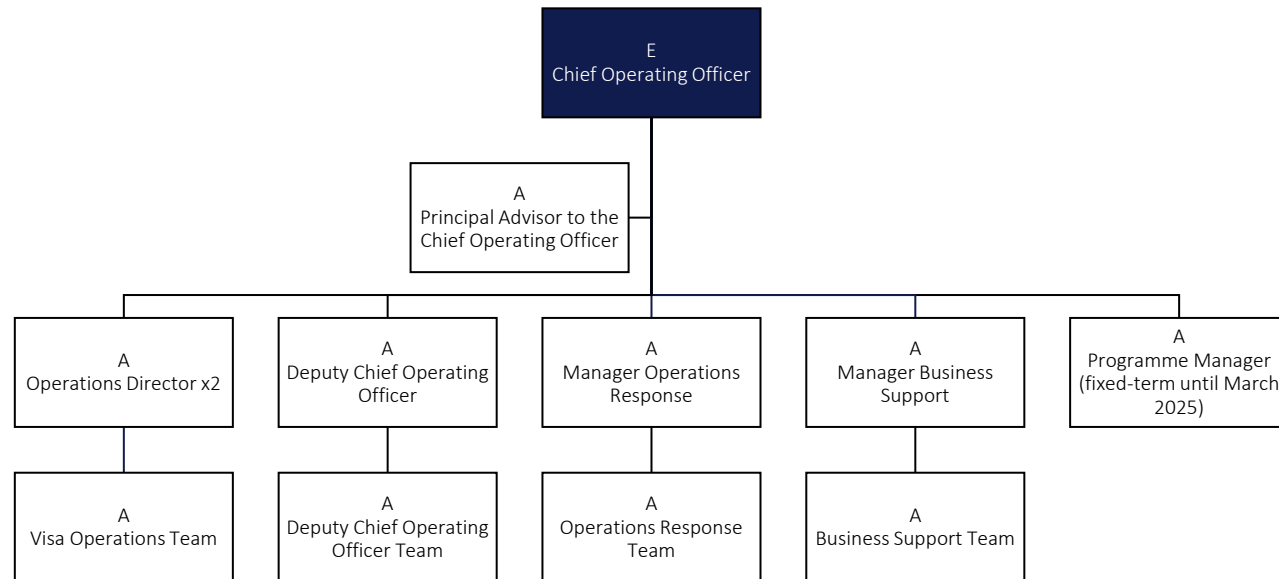 E
Chief Operating Officer
A
Principal Advisor to the
Chief Operating Officer
A
Operations Director x2
A
Deputy Chief Operating
Officer
A
Manager Operations
Response
A
Manager Business
Support
A
Programme Manager
(fixed-term until March
2025)
A
Visa Operations Team
A
Deputy Chief Operating
Officer Team
A
Operations Response
Team
A
Business Support Team